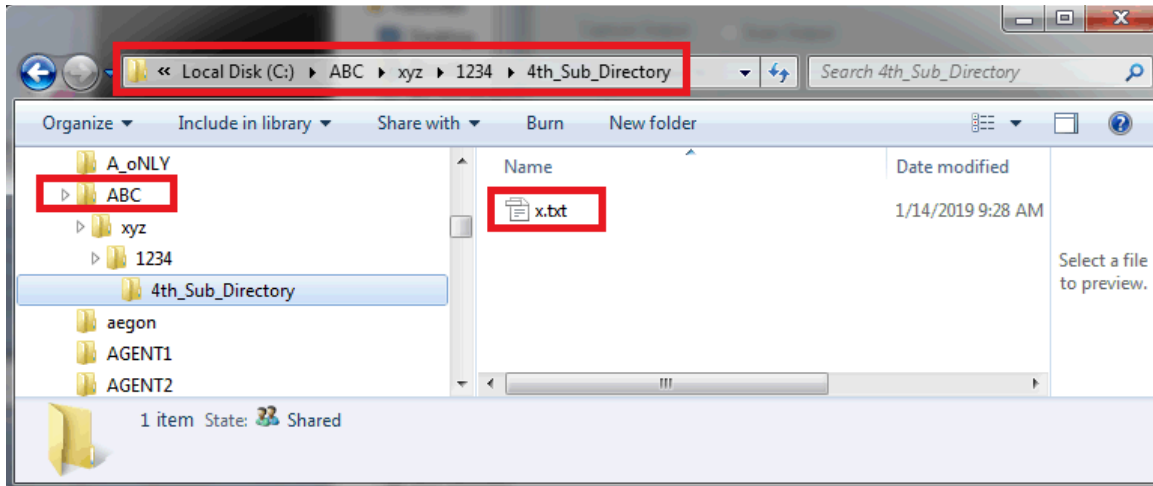 « Local Disk (C:) ▸ ABC ▸ xyz ▸ 1234 ▸ 4th_Sub_Directory
Search 4th_Sub_Directory
Organize Include in library Share with Burn New folder
A_oNLY
ABC
xyz
1234
4th_Sub_Directory
aegon
AGENT1
AGENT2
Name Date modified
x.txt 1/14/2019 9:28 AM
Select a file
to preview.
1 item State: Shared